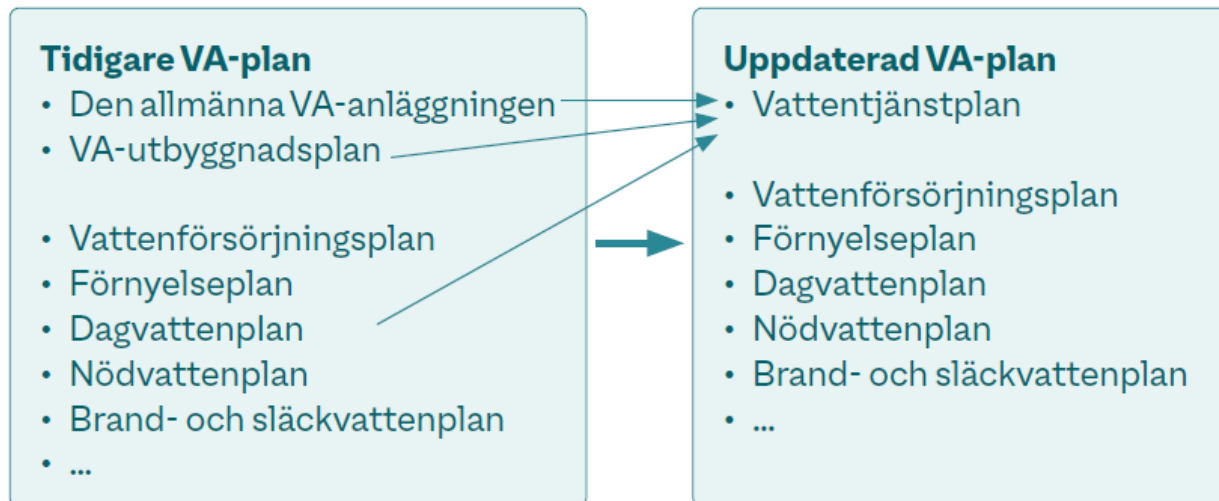 Tidigare VA-plan
• Den allmänna VA-anläggningen
• VA-utbyggnadsplan
• Vattenförsörjningsplan
• Förnyelseplan
• Dagvattenplan
• Nödvattenplan
• Brand- och släckvattenplan
• ...
Uppdaterad VA-plan
• Vattentjänstplan
• Vattenförsörjningsplan
• Förnyelseplan
• Dagvattenplan
• Nödvattenplan
• Brand- och släckvattenplan
• ...